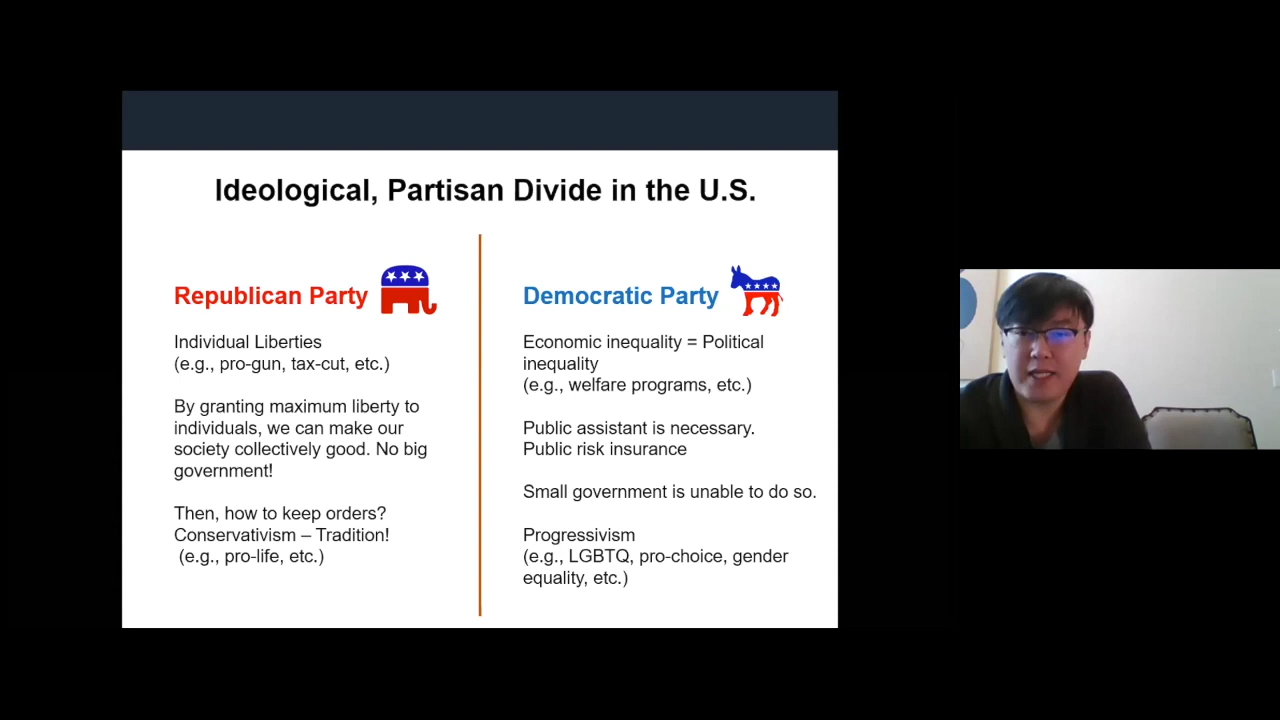 Ideological, Partisan Divide in the U.S.
Republican Party
Individual Liberties
(e.g., pro-gun, tax-cut, etc.)
By granting maximum liberty to
individuals, we can make our
society collectively good. No big
government!
Then, how to keep orders?
Conservativism – Tradition!
(e.g., pro-life, etc.)
Democratic Party
Economic inequality = Political
inequality
(e.g., welfare programs, etc.)
Public assistant is necessary.
Public risk insurance
Small government is unable to do so.
Progressivism
(e.g., LGBTQ, pro-choice, gender
equality, etc.)